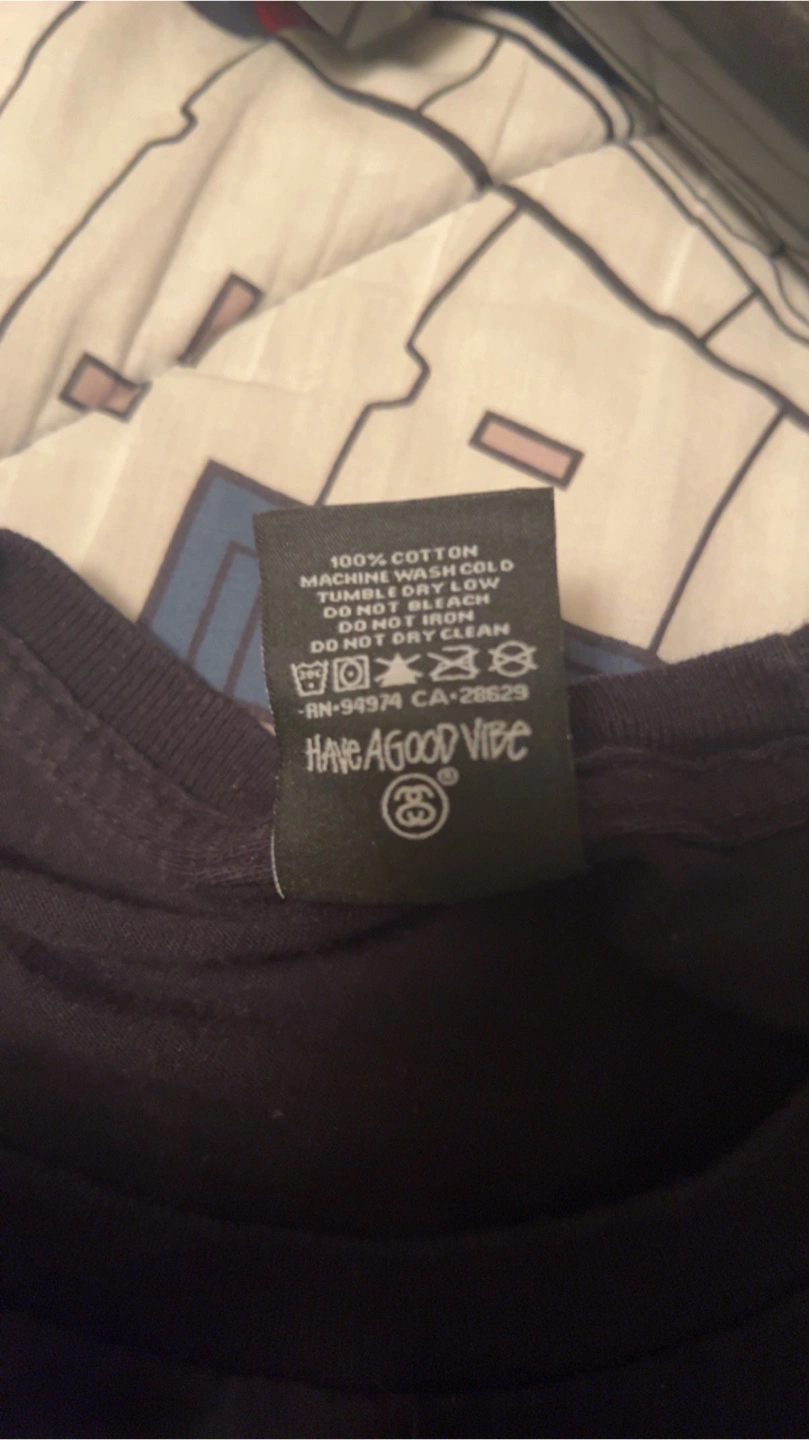 100% COTTON
MACHINE WASH COLD
TUMBLE DRY LOW
DO NOT BLEACH
DO NOT IRON
DO NOT DRY CLEAN
30C
-RN•94974 CA•28629
HAVE A GOOD VIBE
®